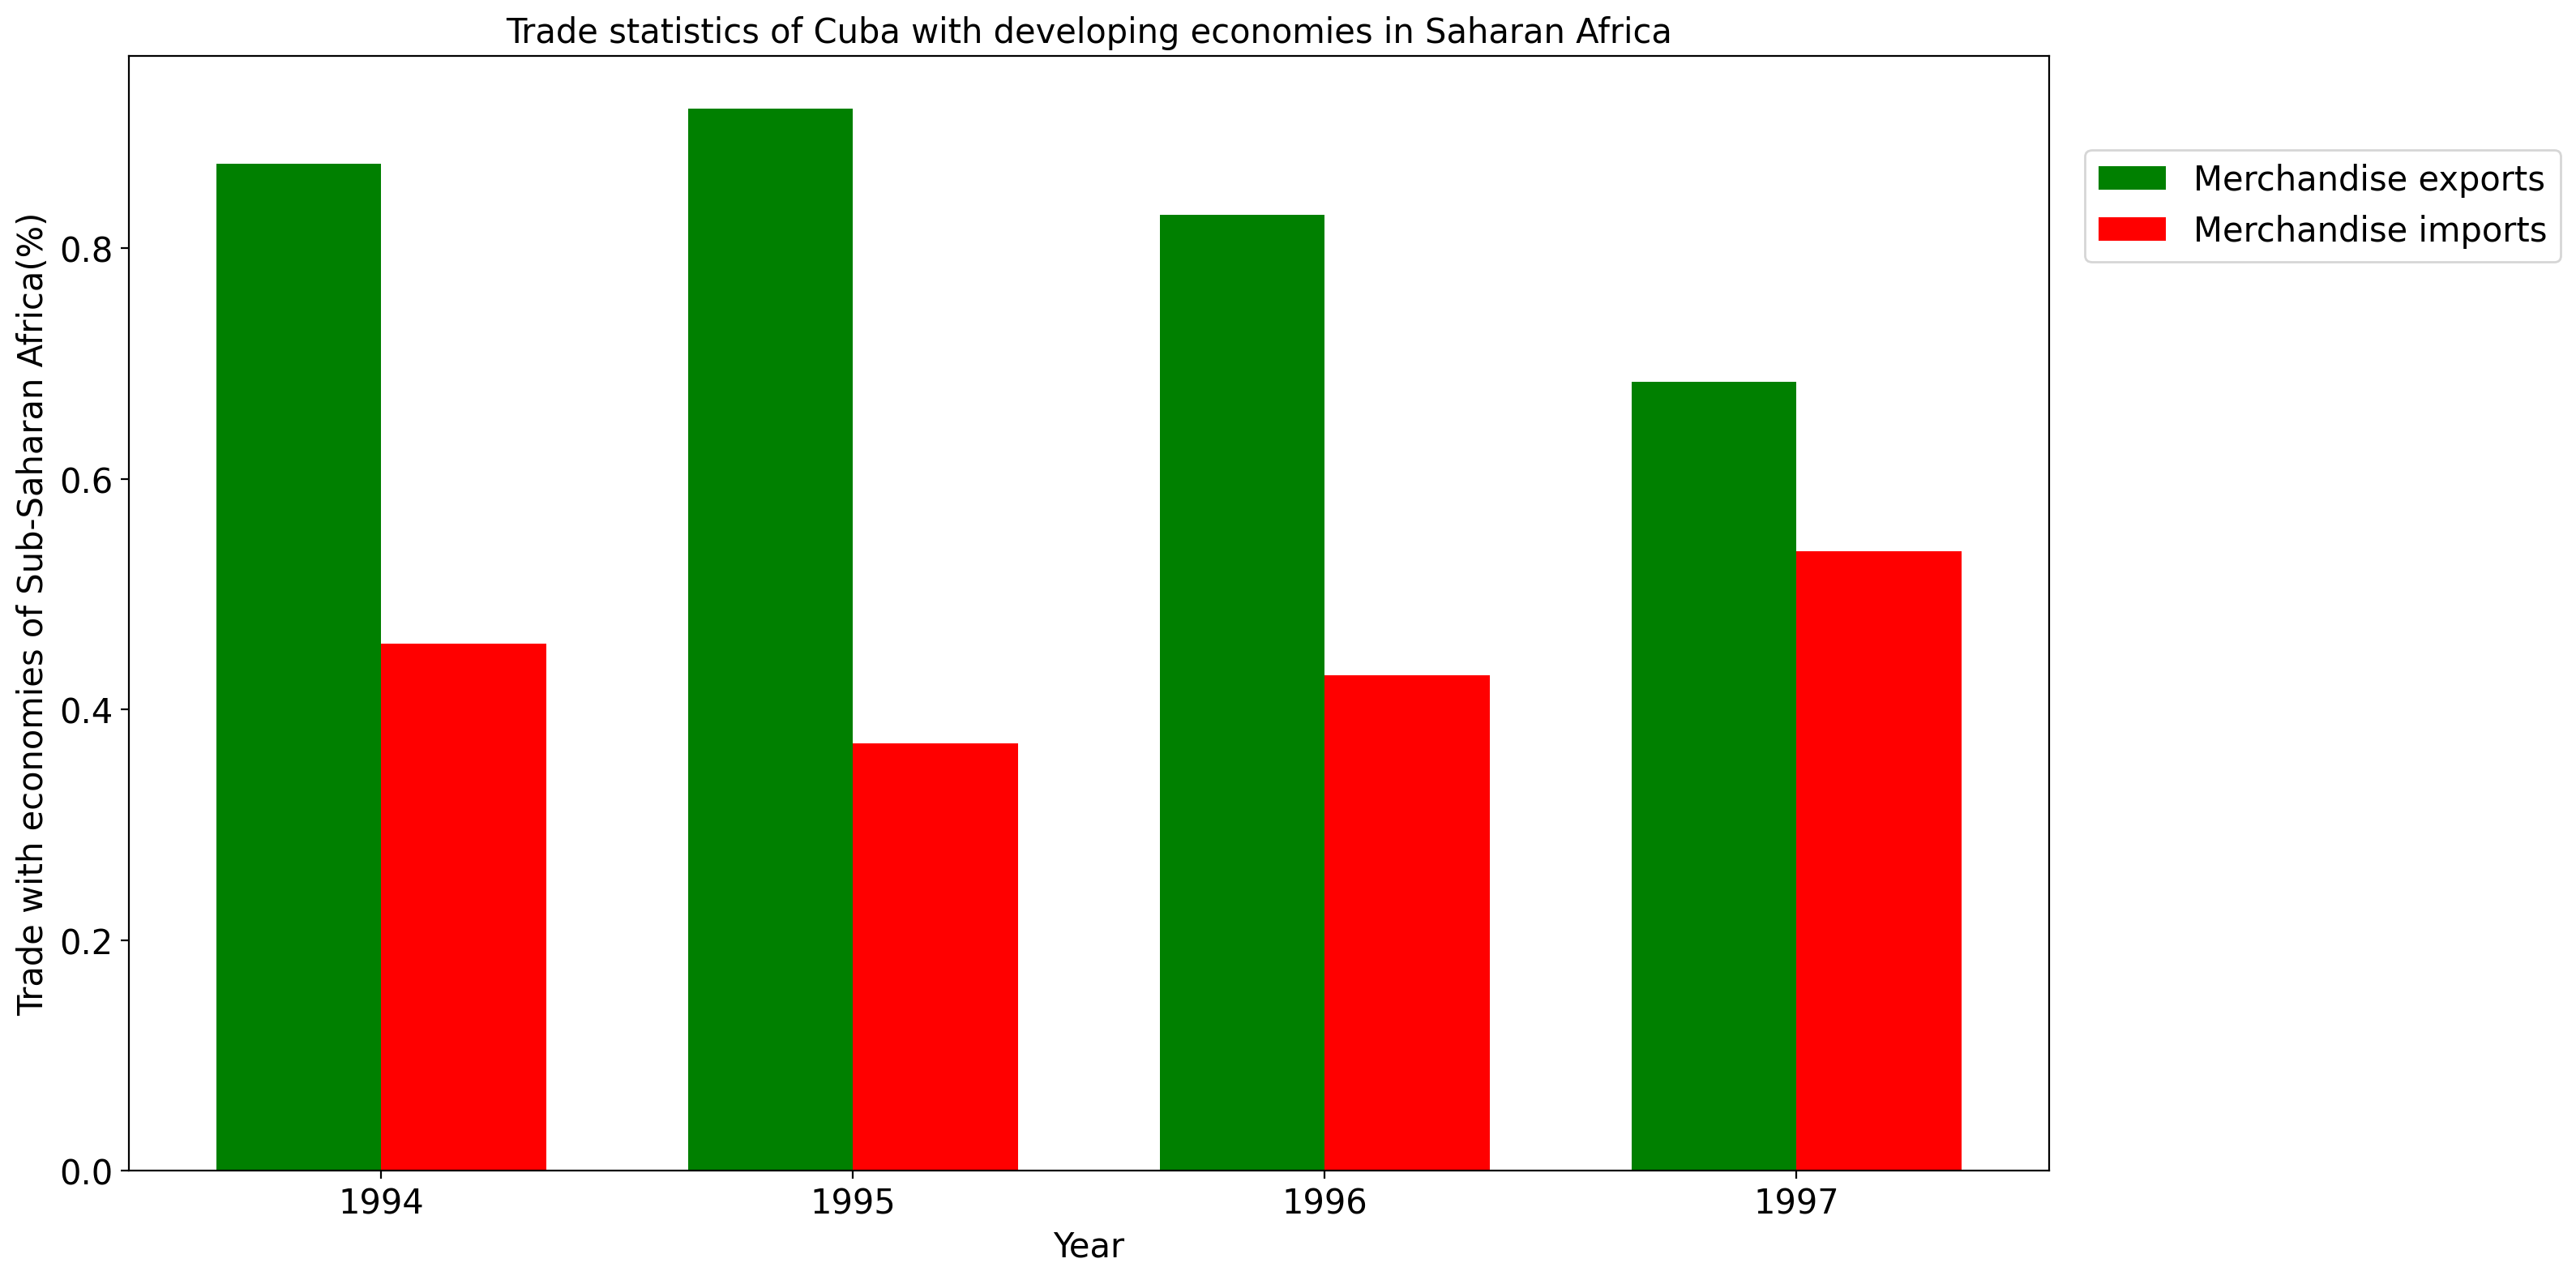 Trade statistics of Cuba with developing economies in Saharan Africa
Trade with economies of Sub-Saharan Africa(%)
0.8
0.6
0.4
0.2
0.0
1994
1995
1996
1997
Year
Merchandise exports
Merchandise imports